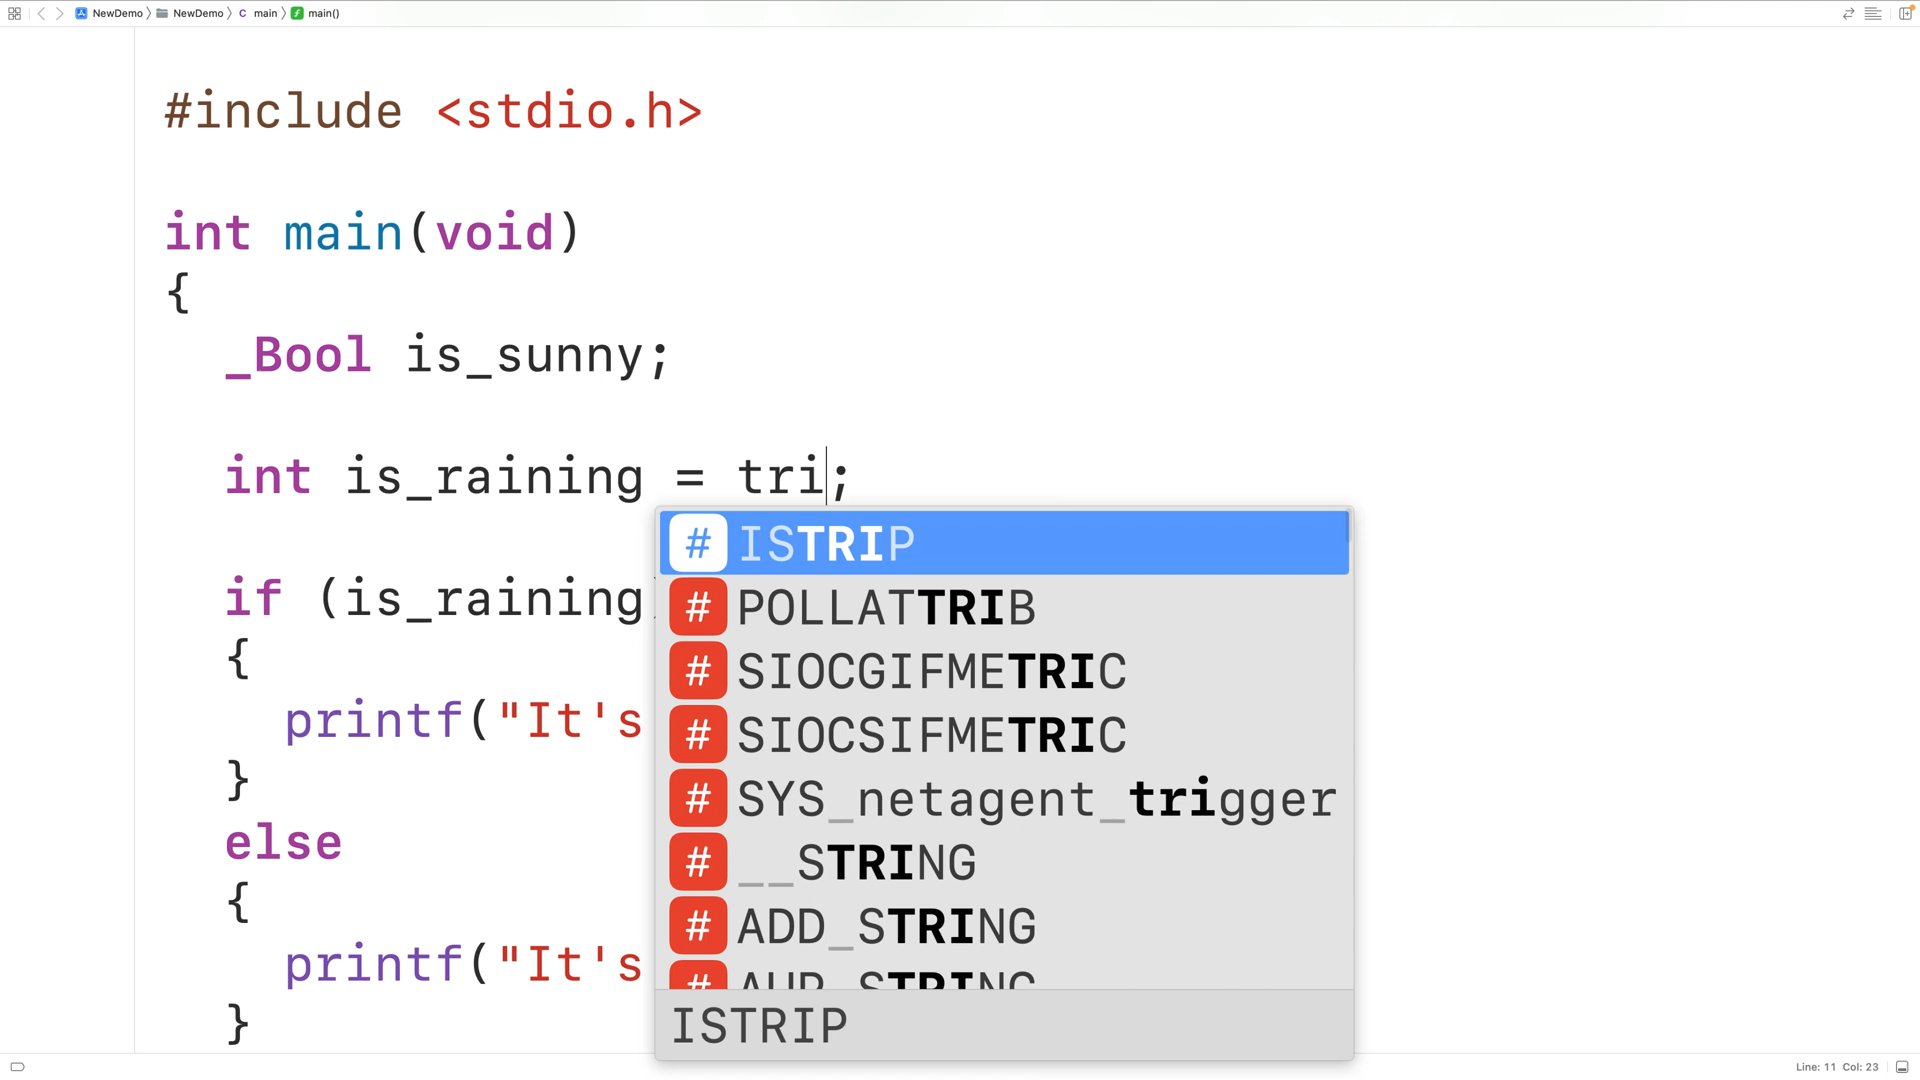 NewDemo NewDemo C main f main()
#include <stdio.h>
int main(void)
{
_Bool is_sunny;
int is_raining = tri;
if (is_raining
{
printf("It's
}
else
{
printf("It's
}
# ISTRIP
# POLLATTRIB
# SIOCGIFMETRIC
# SIOCSIFMETRIC
# SYS_netagent_trigger
# __STRING
# ADD_STRING
ISTRIP
Line: 11 Col: 23